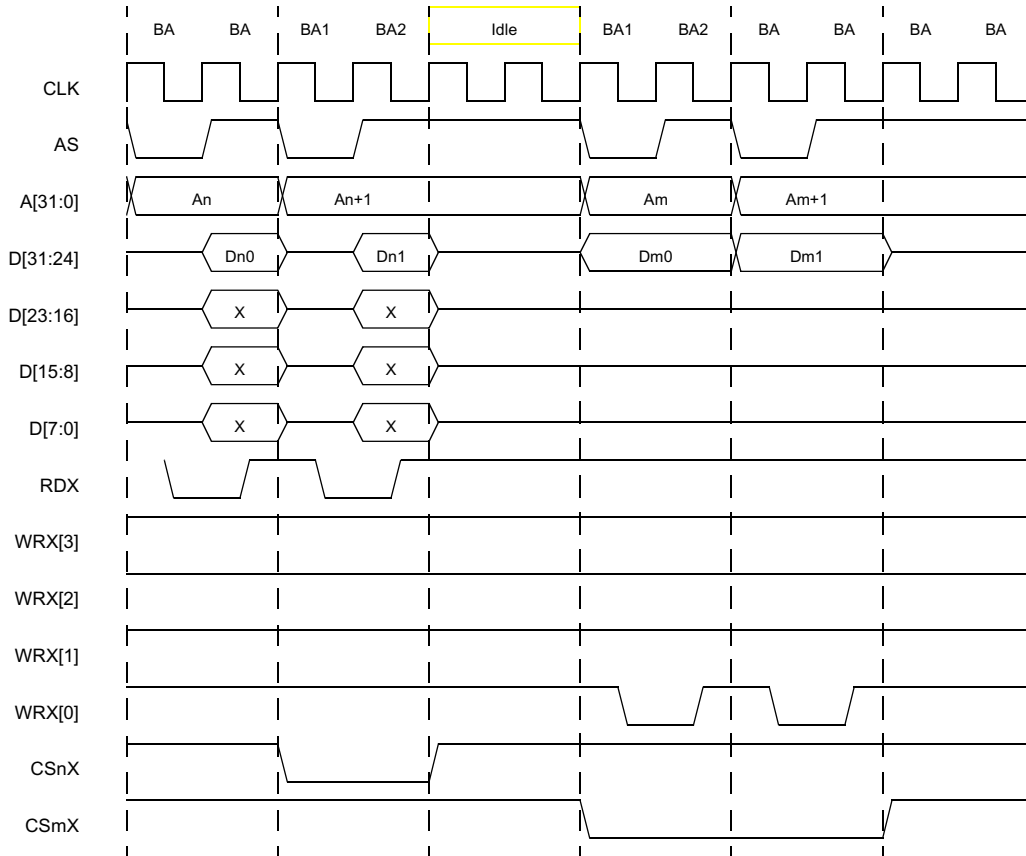 BA BA BA1 BA2 Idle BA1 BA2 BA BA BA BA
CLK
AS
A[31:0] An An+1 Am Am+1
D[31:24] Dn0 Dn1 Dm0 Dm1
D[23:16] X X
D[15:8] X X
D[7:0] X X
RDX
WRX[3]
WRX[2]
WRX[1]
WRX[0]
CSnX
CSmX